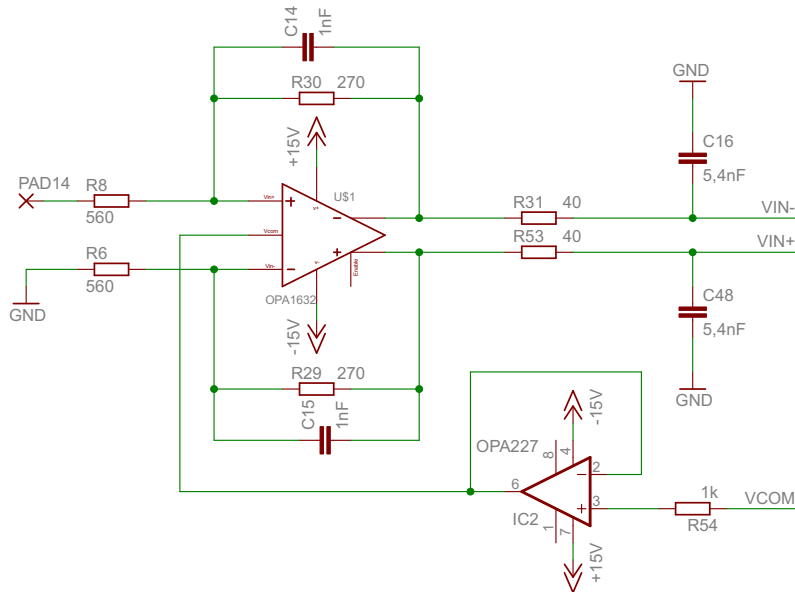 C14
1nF
R30 270
+15V
PAD14
R8
560
Vin+
Vcom
Vin-
V+
V-
U$1
Enable
OPA1632
R6
560
GND
-15V
R29 270
C15
1nF
R31 40
R53 40
GND
C16
5,4nF
VIN-
VIN+
C48
5,4nF
GND
-15V
OPA227
8
4
2
6
3
IC2
1
7
+15V
1k
R54
VCOM